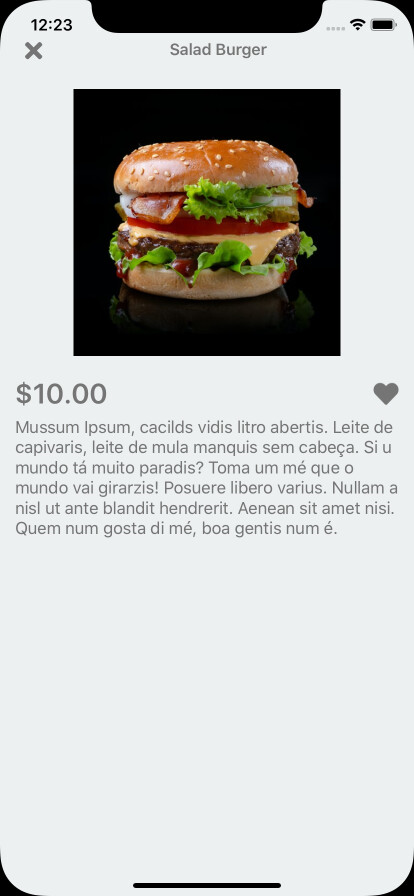 12:23
Salad Burger
$10.00
Mussum Ipsum, cacilds vidis litro abertis. Leite de
capivaris, leite de mula manquis sem cabeça. Si u
mundo tá muito paradis? Toma um mé que o
mundo vai girarzis! Posuere libero varius. Nullam a
nisl ut ante blandit hendrerit. Aenean sit amet nisi.
Quem num gosta di mé, boa gentis num é.